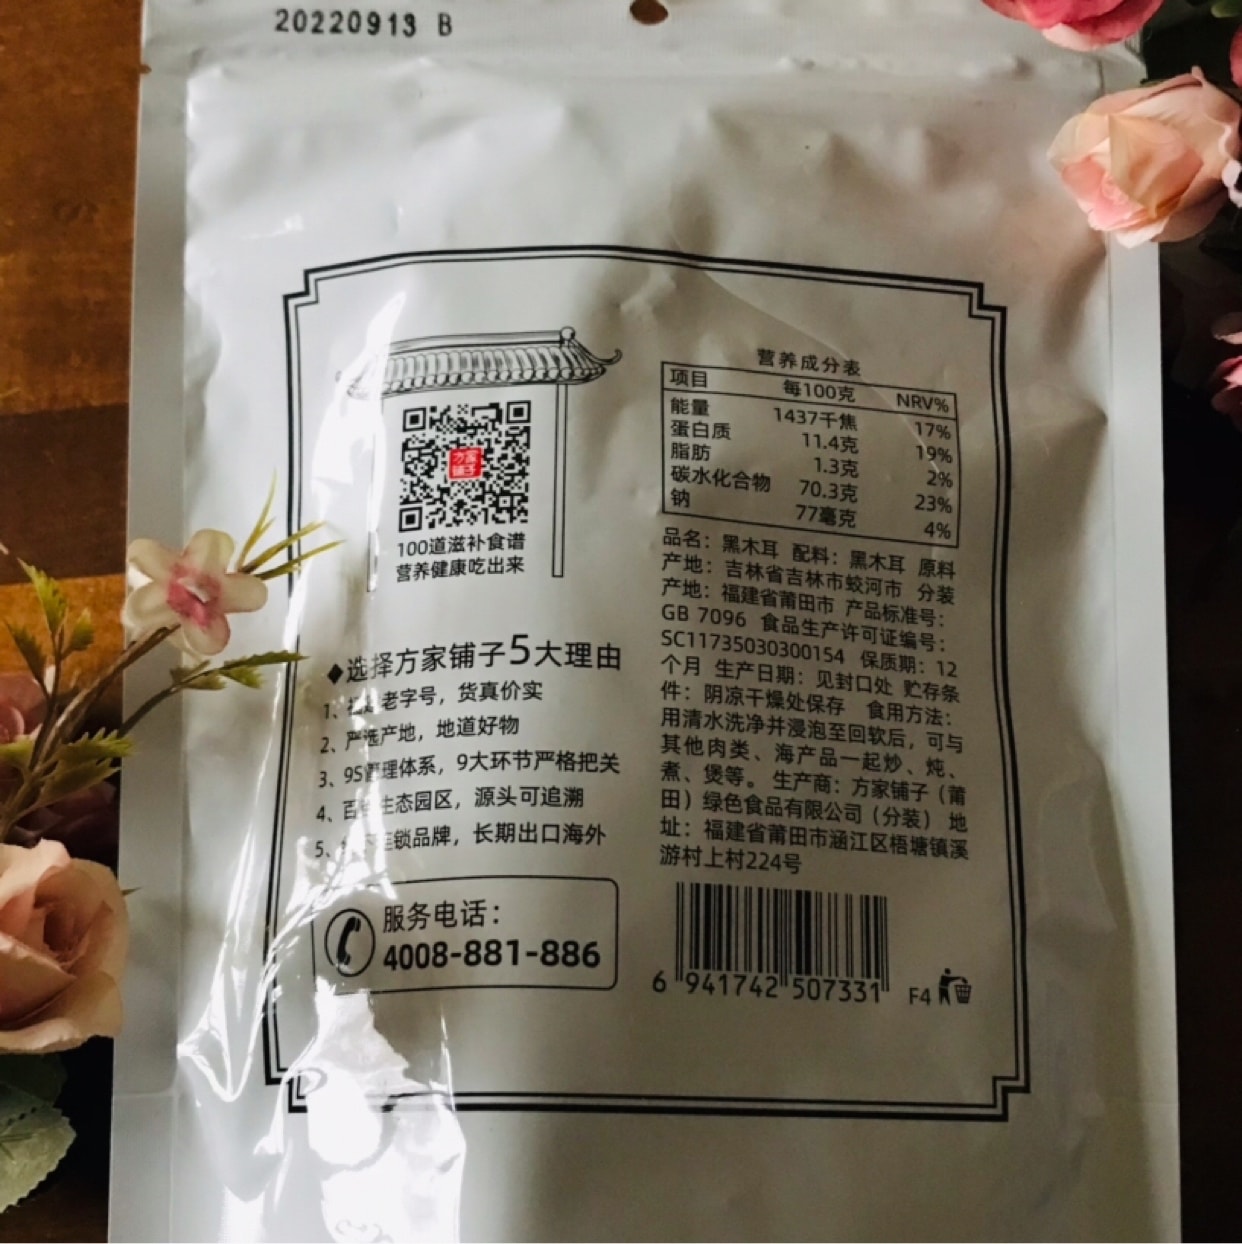 20220913 B
方家
铺子
100道滋补食谱
营养健康吃出来
◆选择方家铺子5大理由
1、老字号，货真价实
2、严选产地，地道好物
3、9S管理体系，9大环节严格把关
4、生态园区，源头可追溯
5、连锁品牌，长期出口海外
服务电话：
4008-881-886
营养成分表
项目 每100克 NRV%
能量 1437千焦 17%
蛋白质 11.4克 19%
脂肪 1.3克 2%
碳水化合物 70.3克 23%
钠 77毫克 4%
品名：黑木耳 配料：黑木耳 原料
产地：吉林省吉林市蛟河市 分装
产地：福建省莆田市 产品标准号：
GB 7096 食品生产许可证编号：
SC11735030300154 保质期：12
个月 生产日期：见封口处 贮存条
件：阴凉干燥处保存 食用方法：
用清水洗净并浸泡至回软后，可与
其他肉类、海产品一起炒、炖、
煮、煲等。生产商：方家铺子（莆
田）绿色食品有限公司（分装） 地
址：福建省莆田市涵江区梧塘镇溪
游村上村224号
6 941742 507331
F4